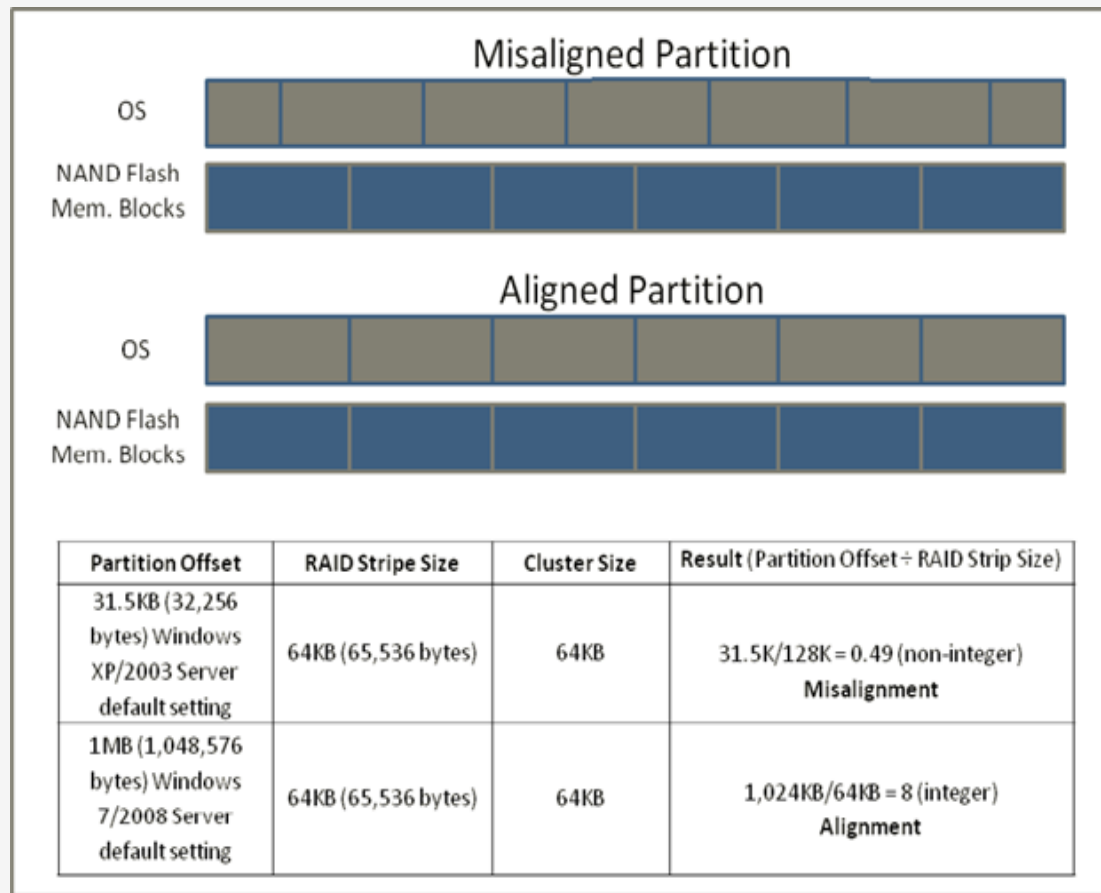 Misaligned Partition
OS
NAND Flash
Mem. Blocks
Aligned Partition
OS
NAND Flash
Mem. Blocks
Partition Offset
RAID Stripe Size
Cluster Size
Result (Partition Offset ÷ RAID Strip Size)
31.5KB (32,256
bytes) Windows
XP/2003 Server
default setting
64KB (65,536 bytes)
64KB
31.5K/128K = 0.49 (non-integer)
Misalignment
1MB (1,048,576
bytes) Windows
7/2008 Server
default setting
64KB (65,536 bytes)
64KB
1,024KB/64KB = 8 (integer)
Alignment